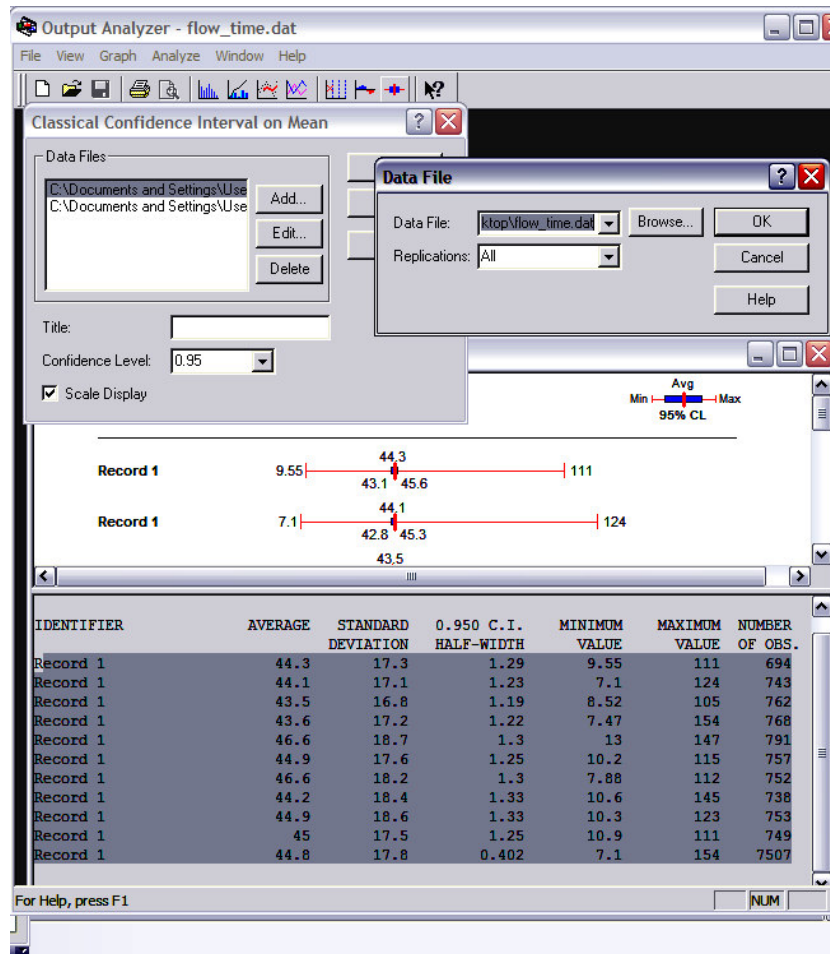 Output Analyzer - flow_time.dat
File View Graph Analyze Window Help
Classical Confidence Interval on Mean
Data Files
C:\Documents and Settings\Use
C:\Documents and Settings\Use
Add...
Edit...
Delete
Title:
Confidence Level: 0.95
Scale Display
Data File
Data File: ktop\flow_time.dat Browse... OK
Replications: All Cancel
Help
Avg
Min Max
95% CL
Record 1 9.55 44.3 111
43.1 45.6
Record 1 7.1 44.1 124
42.8 45.3
43.5
IDENTIFIER AVERAGE STANDARD 0.950 C.I. MINIMUM MAXIMUM NUMBER
DEVIATION HALF-WIDTH VALUE VALUE OF OBS.
Record 1 44.3 17.3 1.29 9.55 111 694
Record 1 44.1 17.1 1.23 7.1 124 743
Record 1 43.5 16.8 1.19 8.52 105 762
Record 1 43.6 17.2 1.22 7.47 154 768
Record 1 46.6 18.7 1.3 13 147 791
Record 1 44.9 17.6 1.25 10.2 115 757
Record 1 46.6 18.2 1.3 7.88 112 752
Record 1 44.2 18.4 1.33 10.6 145 738
Record 1 44.9 18.6 1.33 10.3 123 753
Record 1 45 17.5 1.25 10.9 111 749
Record 1 44.8 17.8 0.402 7.1 154 7507
For Help, press F1 NUM